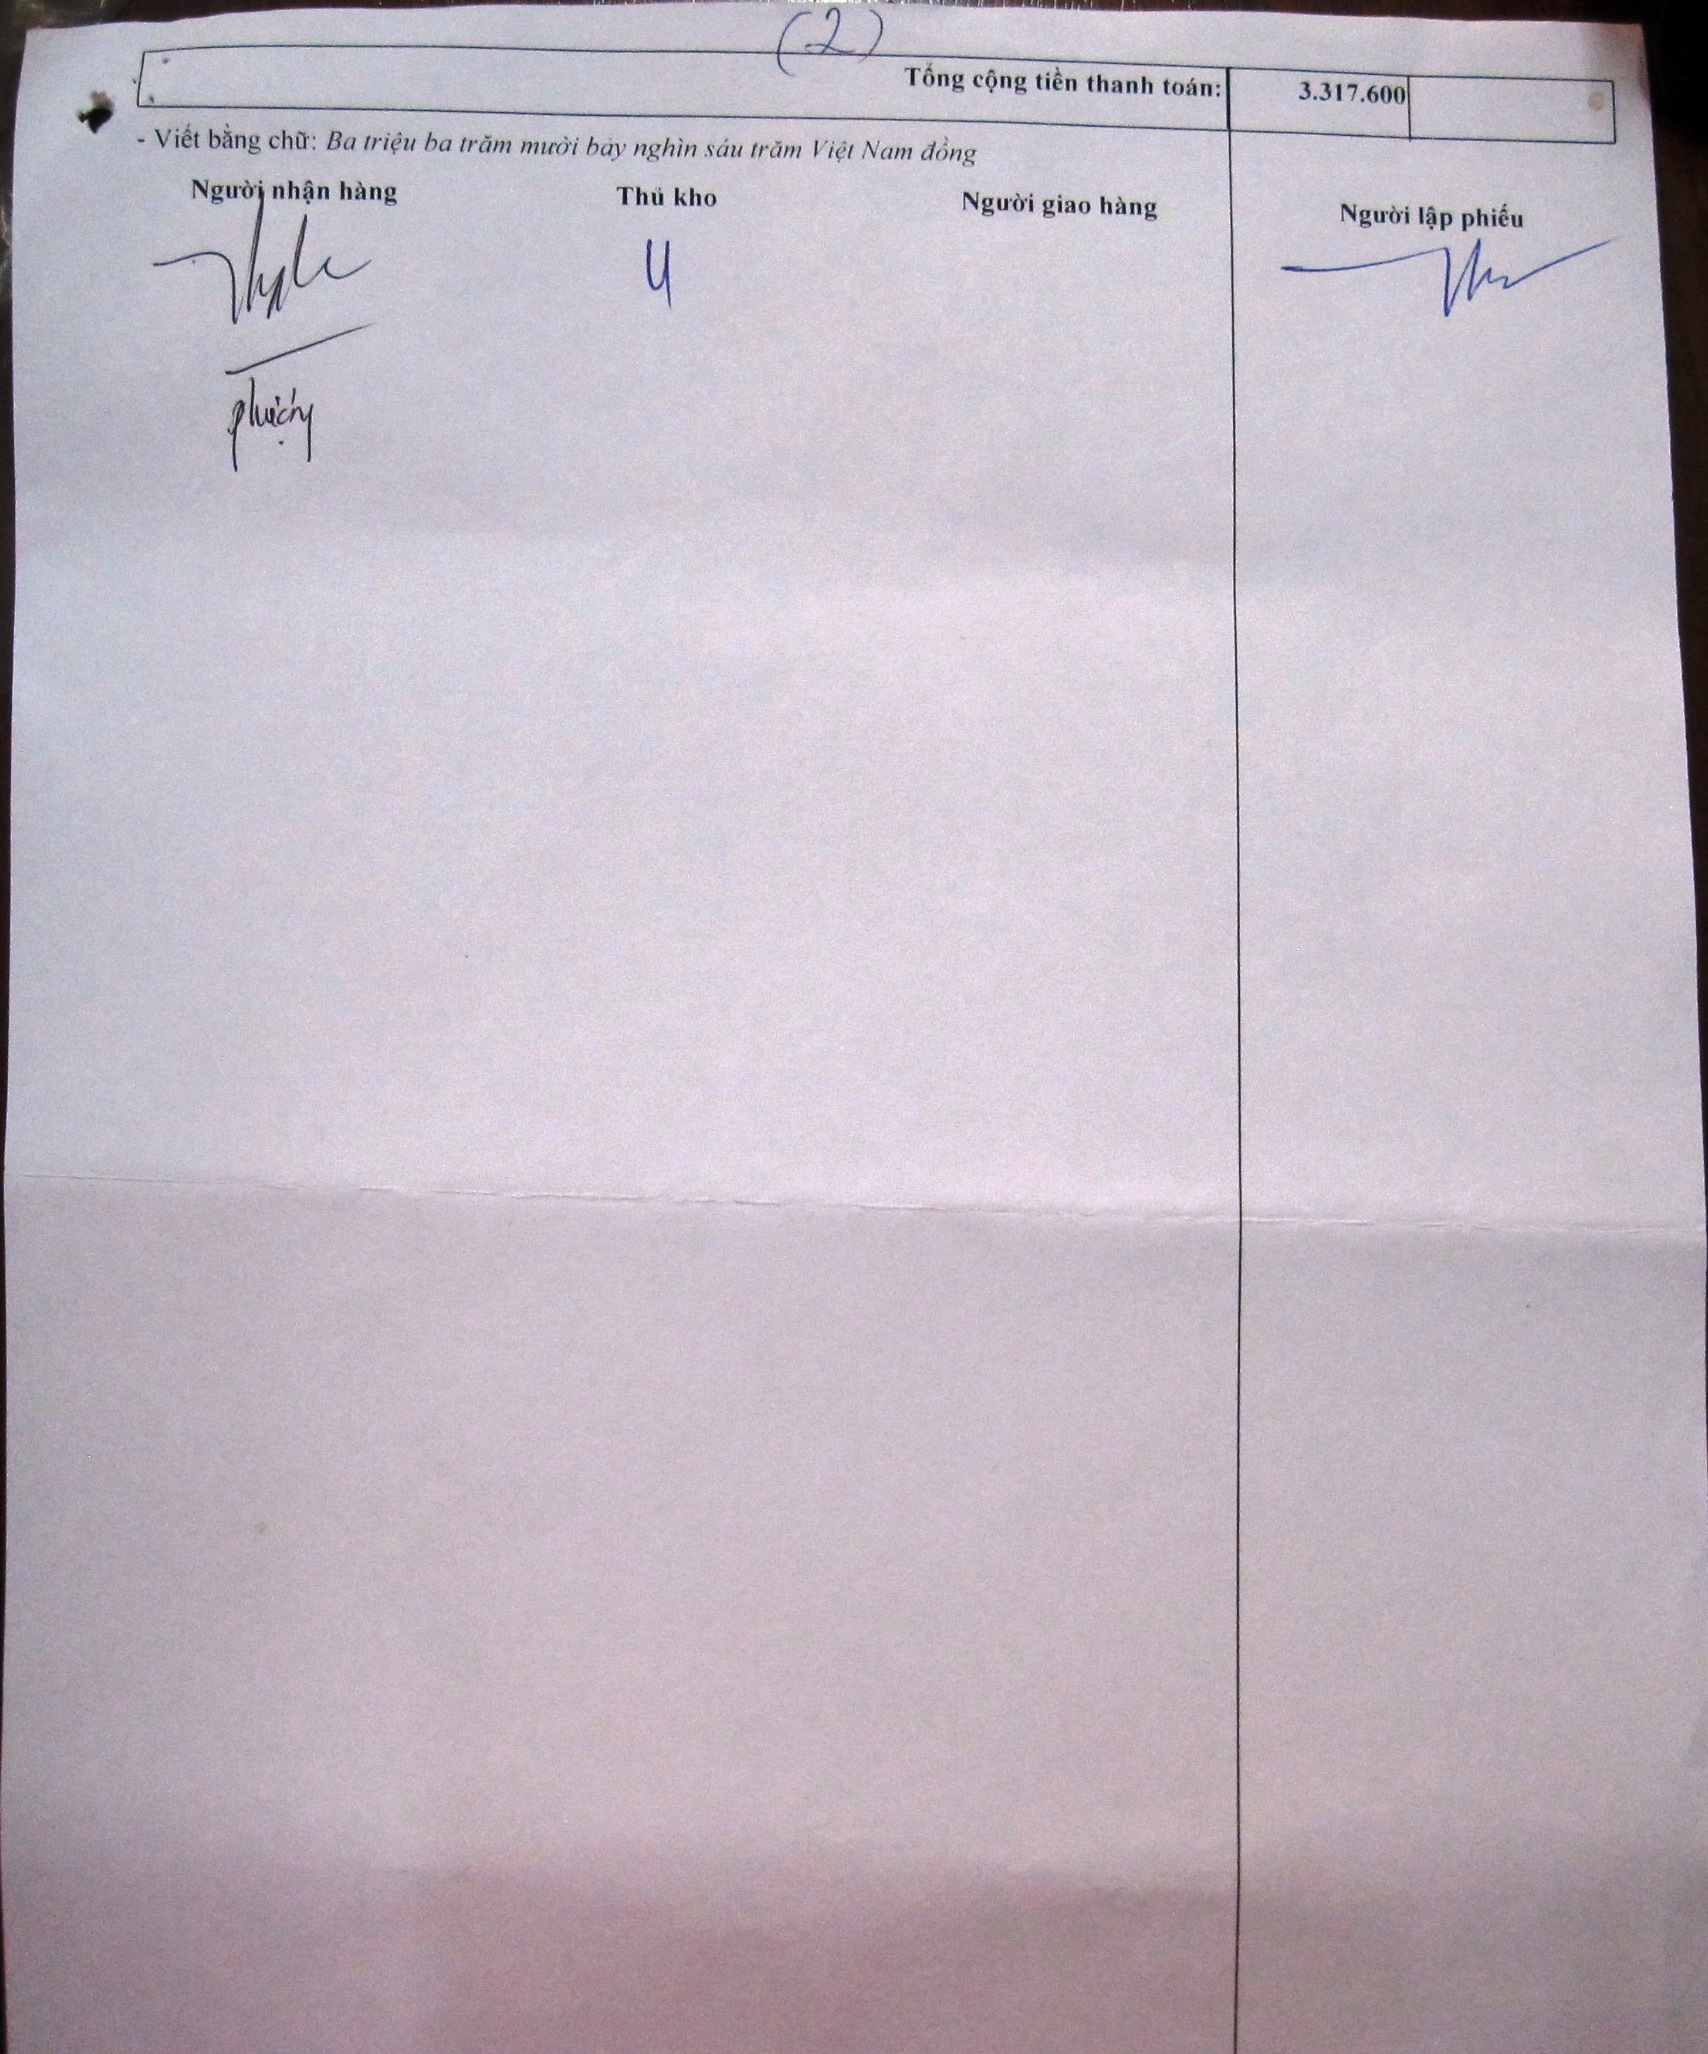 (2)
Tổng cộng tiền thanh toán: 3.317.600
- Viết bằng chữ: Ba triệu ba trăm mười bảy nghìn sáu trăm Việt Nam đồng
Người nhận hàng Thủ kho Người giao hàng Người lập phiếu